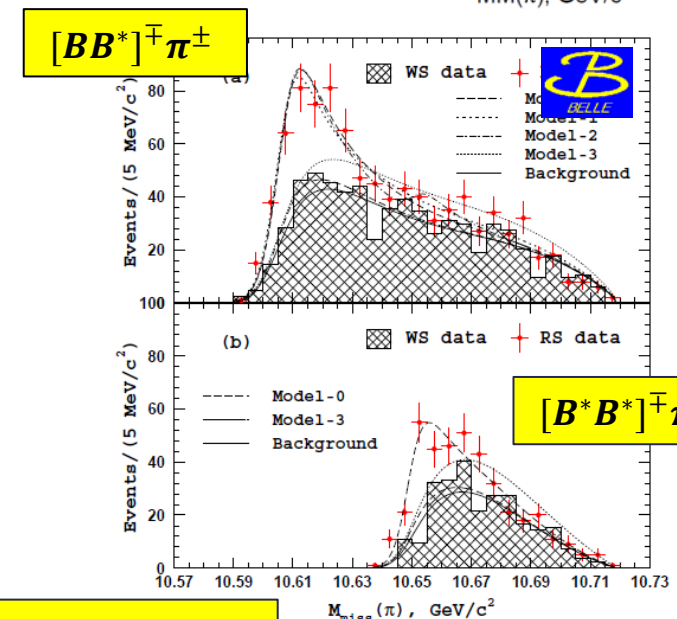 MM(π), GeV/c
[BB*]∓π±
(a)
WS data
BELLE
Model-1
Model-2
Model-3
Background
Events/(5 MeV/c²)
80
60
40
20
100
(b)
WS data
RS data
Model-0
Model-3
Background
[B*B*]∓
Events/(5 MeV/c²)
80
60
40
20
0
10.57 10.59 10.61 10.63 10.65 10.67 10.69 10.71 10.73
M_miss(π), GeV/c²